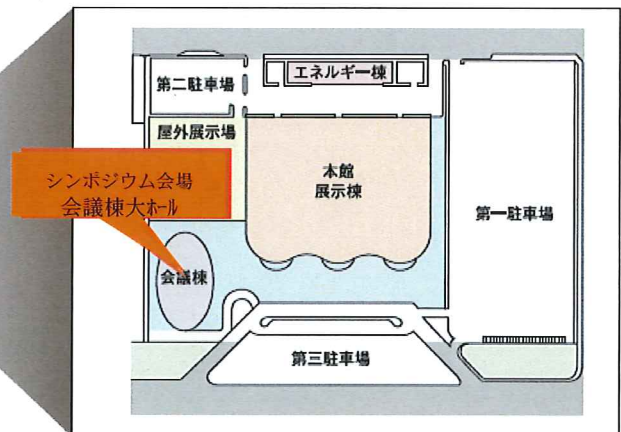 エネルギー棟
第二駐車場
屋外展示場
本館
展示棟
シンポジウム会場
会議棟大ホール
第一駐車場
会議棟
第三駐車場